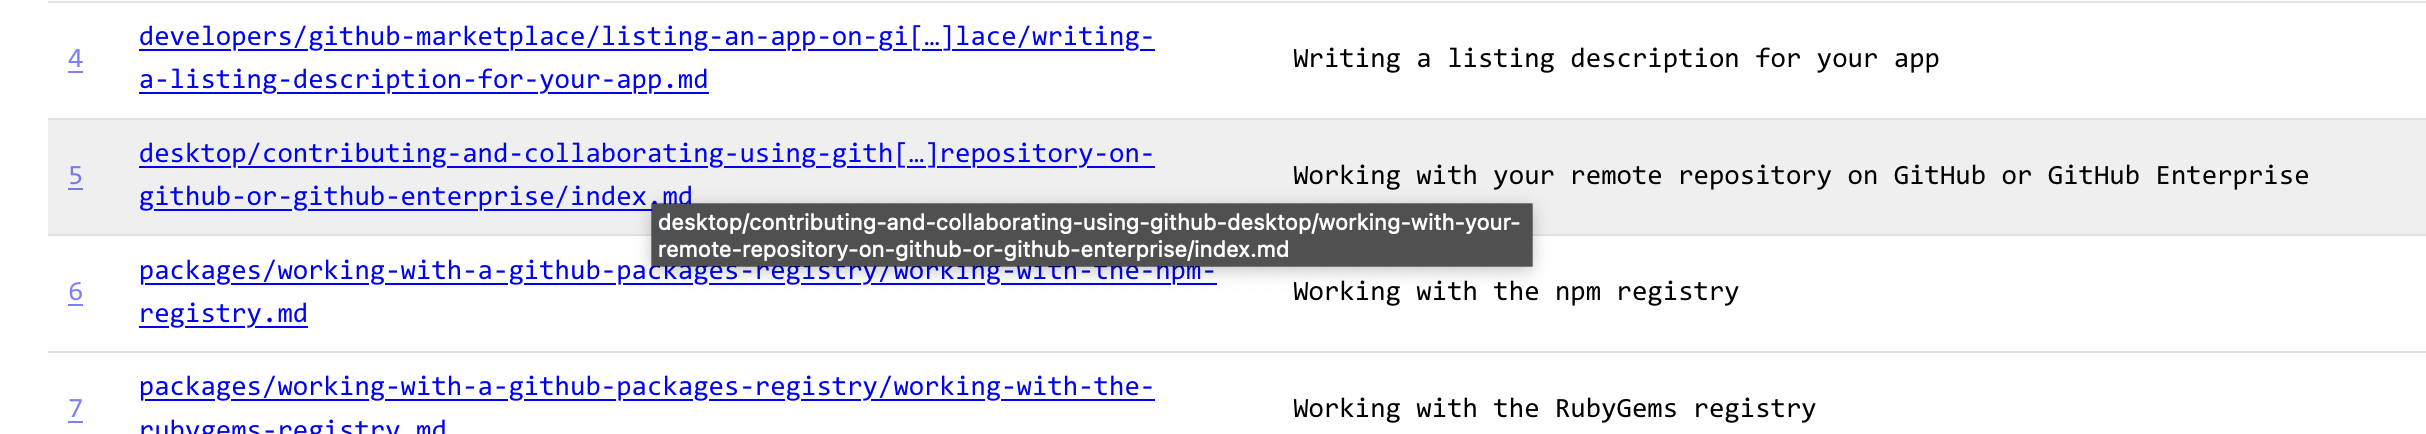 4
developers/github-marketplace/listing-an-app-on-gi[…]lace/writing-
a-listing-description-for-your-app.md
Writing a listing description for your app
5
desktop/contributing-and-collaborating-using-gith[…]repository-on-
github-or-github-enterprise/index.md
Working with your remote repository on GitHub or GitHub Enterprise
desktop/contributing-and-collaborating-using-github-desktop/working-with-your-
remote-repository-on-github-or-github-enterprise/index.md
6
packages/working-with-a-github-packages-registry/working-with-the-npm-
registry.md
Working with the npm registry
7
packages/working-with-a-github-packages-registry/working-with-the-
rubygems-registry.md
Working with the RubyGems registry